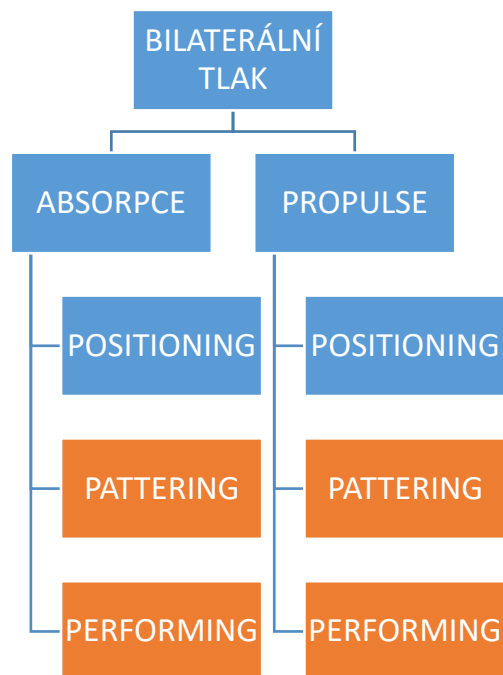 BILATERÁLNÍ
TLAK
ABSORPCE
PROPULSE
POSITIONING
POSITIONING
PATTERING
PATTERING
PERFORMING
PERFORMING